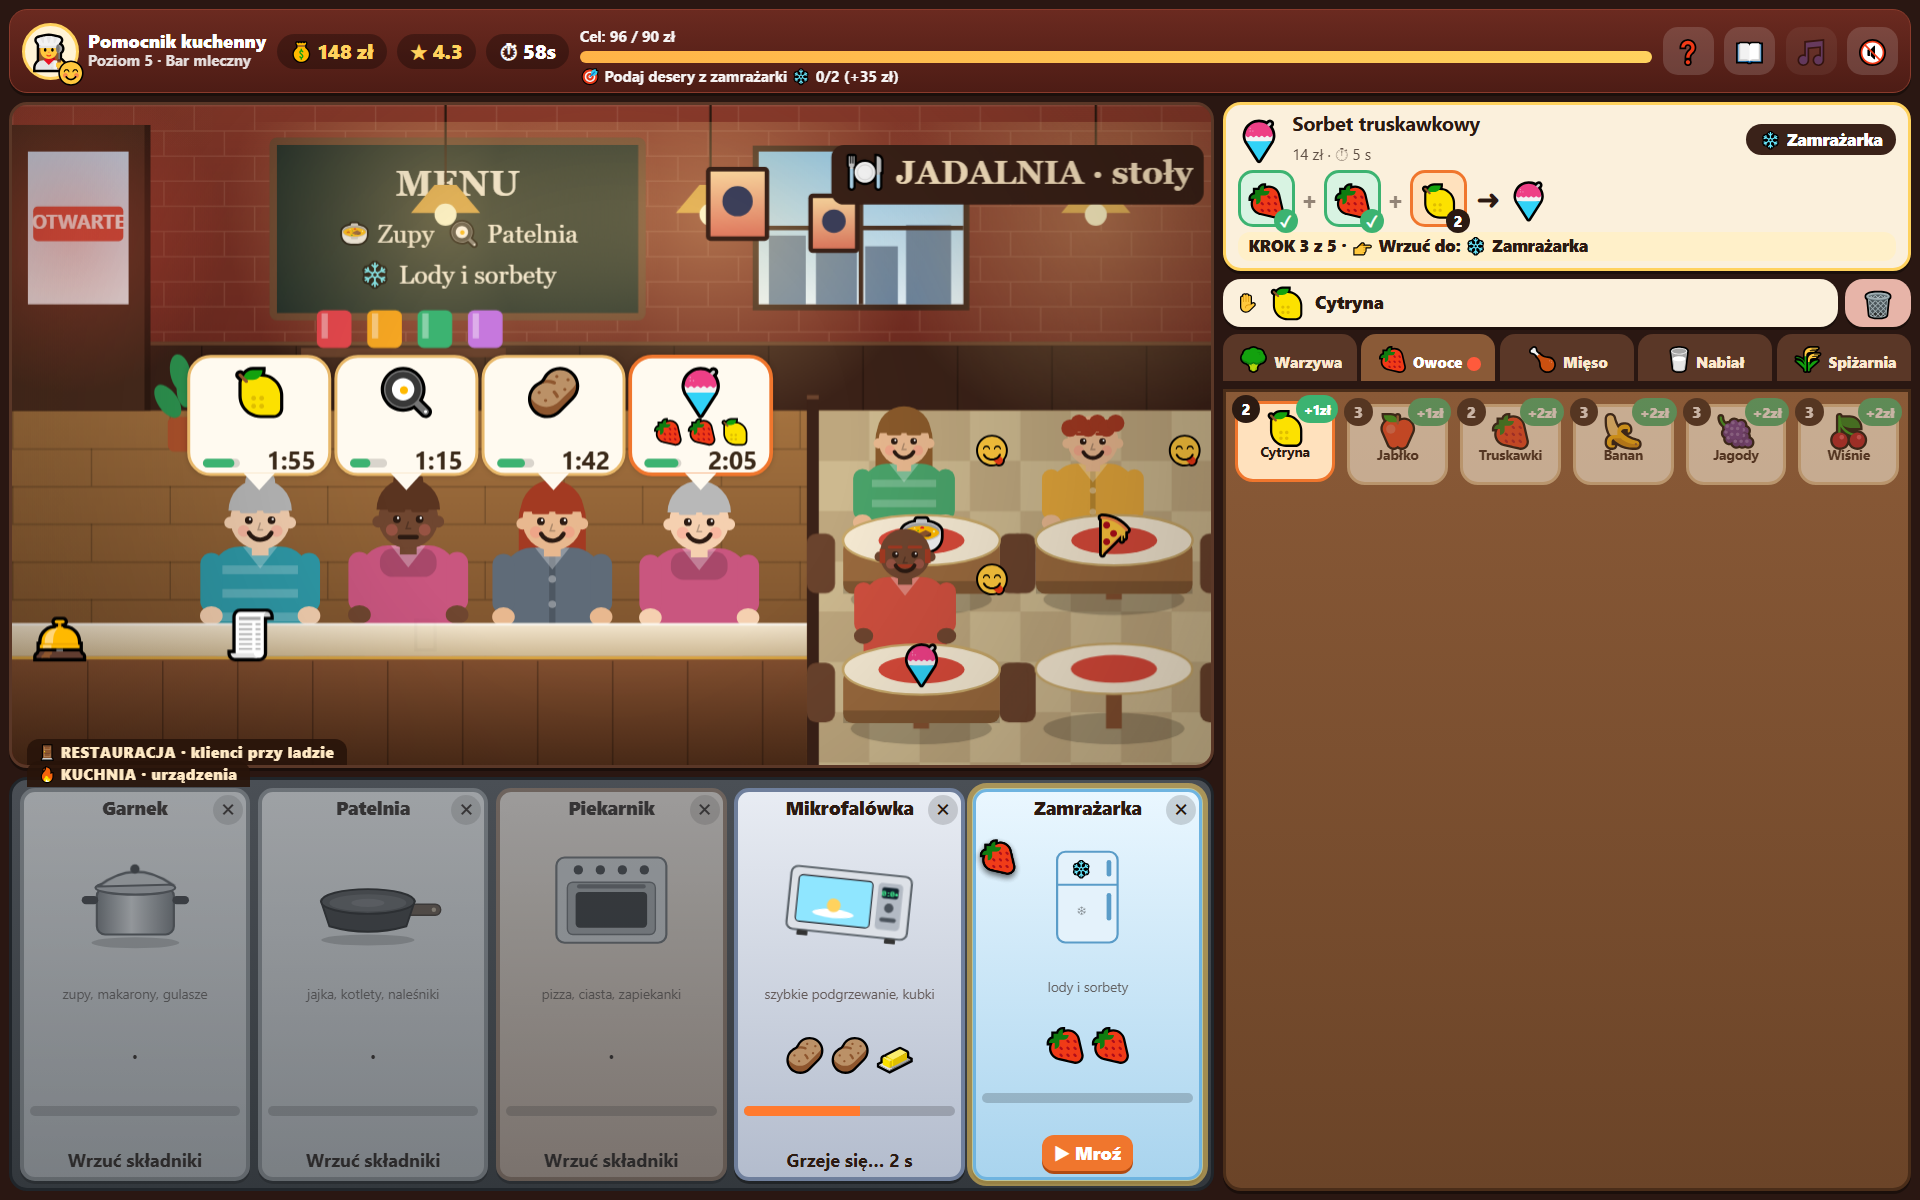 Pomocnik kuchenny
Poziom 5 · Bar mleczny
148 zł
★ 4.3
58s
Cel: 96 / 90 zł
Podaj desery z zamrażarki 0/2 (+35 zł)
OTWARTE
MENU
Zupy Patelnia
Lody i sorbety
JADALNIA · stoły
1:55
1:15
1:42
2:05
RESTAURACJA · klienci przy ladzie
KUCHNIA · urządzenia
Garnek
zupy, makarony, gulasze
Wrzuć składniki
Patelnia
jajka, kotlety, naleśniki
Wrzuć składniki
Piekarnik
pizza, ciasta, zapiekanki
Wrzuć składniki
Mikrofalówka
szybkie podgrzewanie, kubki
Grzeje się... 2 s
Zamrażarka
lody i sorbety
▶ Mroź
Sorbet truskawkowy
14 zł · 5 s
Zamrażarka
+ + 2 →
KROK 3 z 5 · Wrzuć do: Zamrażarka
Cytryna
Warzywa
Owoce
Mięso
Nabiał
Spiżarnia
2 +1zł
Cytryna
3 +1zł
Jabłko
2 +2zł
Truskawki
3 +2zł
Banan
3 +2zł
Jagody
3 +2zł
Wiśnie